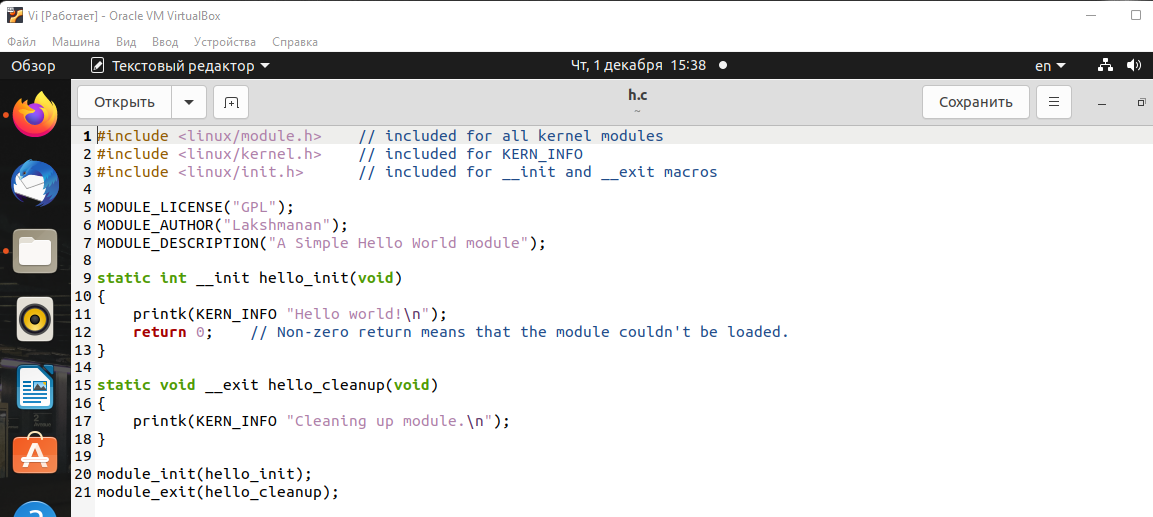 Vi [Работает] - Oracle VM VirtualBox
Файл Машина Вид Ввод Устройства Справка
Обзор Текстовый редактор Чт, 1 декабря 15:38 en
Открыть h.c Сохранить
~
1 #include <linux/module.h>    // included for all kernel modules
2 #include <linux/kernel.h>    // included for KERN_INFO
3 #include <linux/init.h>      // included for __init and __exit macros
4
5 MODULE_LICENSE("GPL");
6 MODULE_AUTHOR("Lakshmanan");
7 MODULE_DESCRIPTION("A Simple Hello World module");
8
9 static int __init hello_init(void)
10 {
11     printk(KERN_INFO "Hello world!\n");
12     return 0;    // Non-zero return means that the module couldn't be loaded.
13 }
14
15 static void __exit hello_cleanup(void)
16 {
17     printk(KERN_INFO "Cleaning up module.\n");
18 }
19
20 module_init(hello_init);
21 module_exit(hello_cleanup);